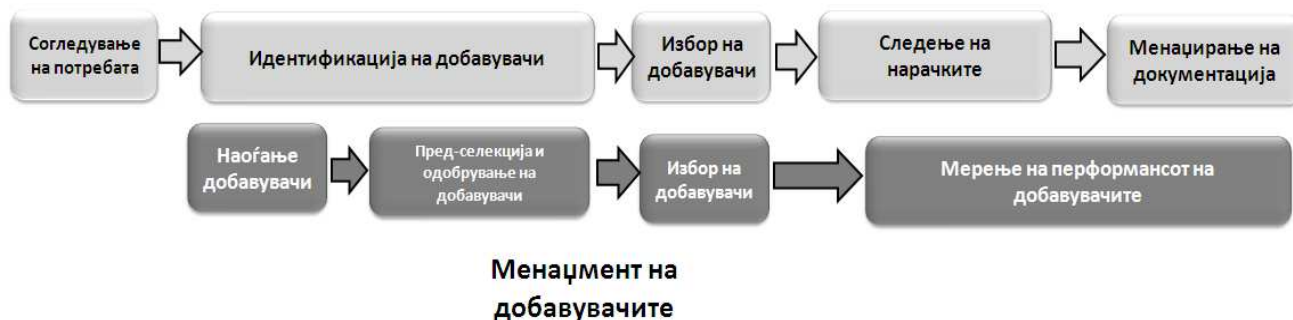 Согледување
на потребата
Идентификација на добавувачи
Избор на
добавувачи
Следење на
нарачките
Менаџирање на
документација
Наоѓање
добавувачи
Пред-селекција и
одобрување на
добавувачи
Избор на
добавувачи
Мерење на перформансот на
добавувачите
Менаџмент на
добавувачите